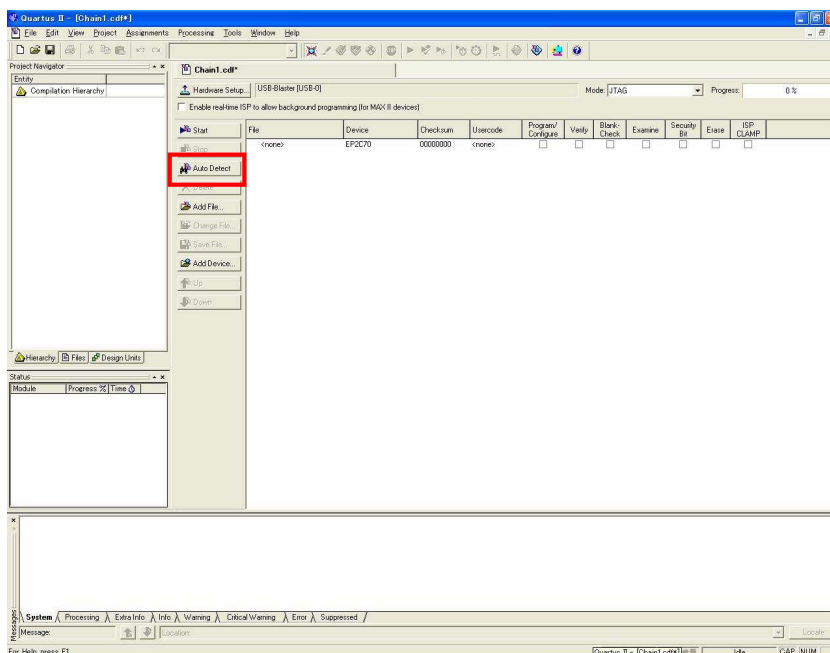 Quartus II - [Chain1.cdf*]
File Edit View Project Assignments Processing Tools Window Help
Project Navigator
Entity
Compilation Hierarchy
Hierarchy Files Design Units
Status
Module Progress % Time
Chain1.cdf*
Hardware Setup... USB-Blaster [USB-0] Mode: JTAG Progress: 0 %
Enable real-time ISP to allow background programming (for MAX II devices)
Start
Stop
Auto Detect
Delete
Add File...
Change File...
Save File...
Add Device...
Up
Down
File Device Checksum Usercode Program/Configure Verify Blank-Check Examine Security Bit Erase ISP CLAMP
<none> EP2C70 00000000 <none>
Messages
System Processing Extra Info Info Warning Critical Warning Error Suppressed
Message: Location: Locate
For Help, press F1 Quartus II - [Chain1.cdf*] Idle CAP NUM